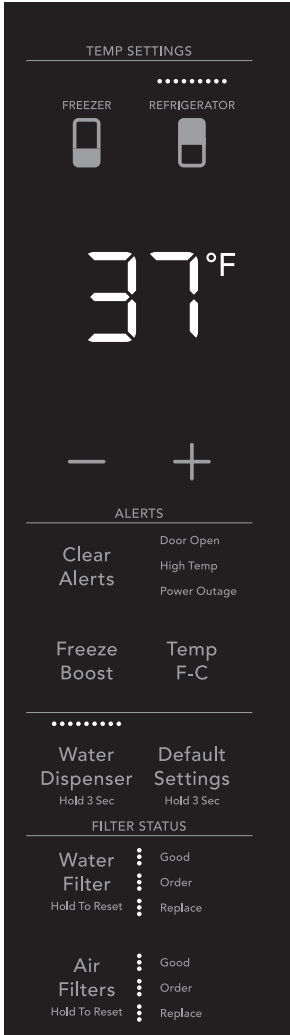 TEMP SETTINGS
FREEZER REFRIGERATOR
37°F
− +
ALERTS
Clear
Alerts
Door Open
High Temp
Power Outage
Freeze
Boost
Temp
F-C
Water
Dispenser
Hold 3 Sec
Default
Settings
Hold 3 Sec
FILTER STATUS
Water
Filter
Hold To Reset
Good
Order
Replace
Air
Filters
Hold To Reset
Good
Order
Replace